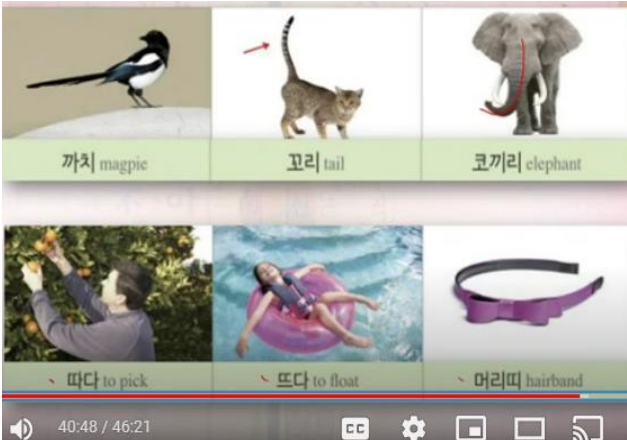 까치 magpie
꼬리 tail
코끼리 elephant
따다 to pick
뜨다 to float
머리띠 hairband
40:48 / 46:21
CC